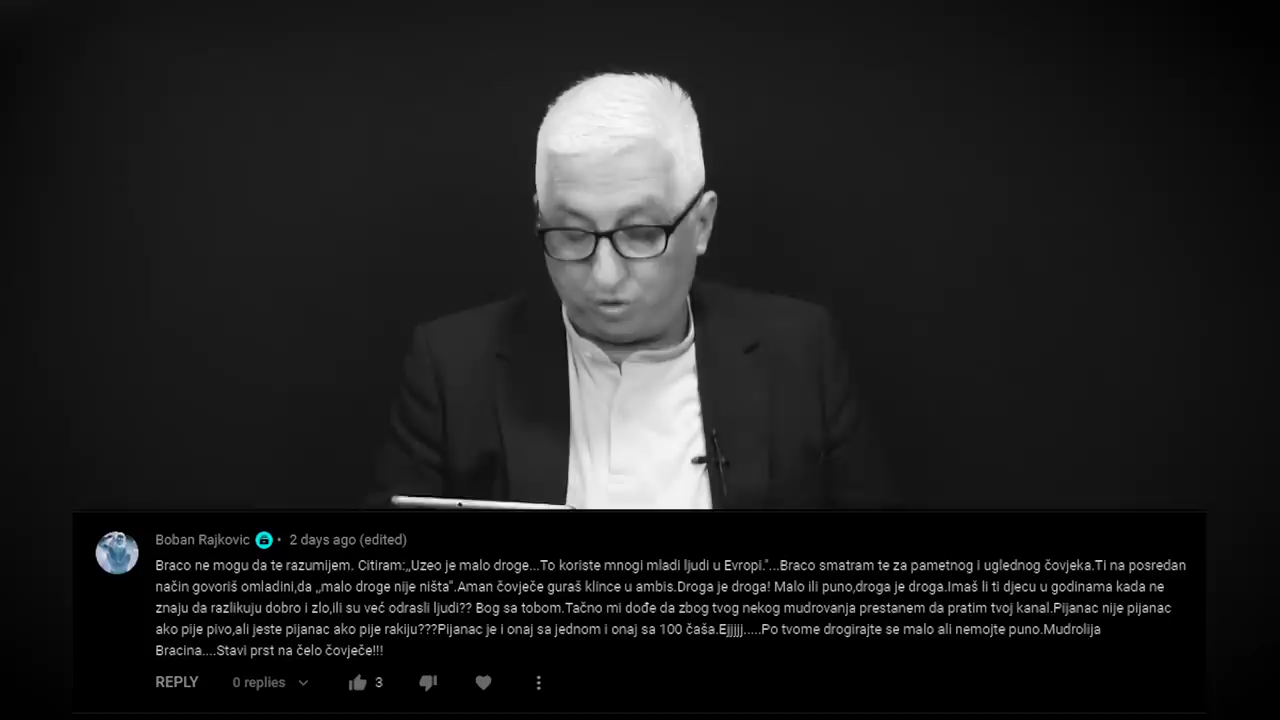 Boban Rajkovic • 2 days ago (edited)
Braco ne mogu da te razumijem. Citiram:,,Uzeo je malo droge...To koriste mnogi mladi ljudi u Evropi."...Braco smatram te za pametnog i uglednog čovjeka.Ti na posredan
način govoriš omladini,da ,,malo droge nije ništa".Aman čovječe guraš klince u ambis.Droga je droga! Malo ili puno,droga je droga.Imaš li ti djecu u godinama kada ne
znaju da razlikuju dobro i zlo,ili su već odrasli ljudi?? Bog sa tobom.Tačno mi dođe da zbog tvog nekog mudrovanja prestanem da pratim tvoj kanal.Pijanac nije pijanac
ako pije pivo,ali jeste pijanac ako pije rakiju???Pijanac je i onaj sa jednom i onaj sa 100 čaša.Ejjjjj.....Po tvome drogirajte se malo ali nemojte puno.Mudrolija
Bracina....Stavi prst na čelo čovječe!!!
REPLY 0 replies 3